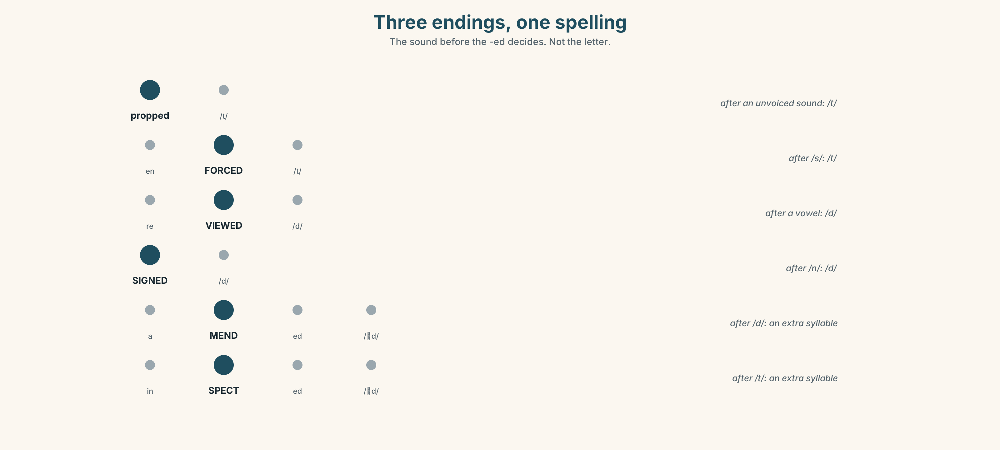 Three endings, one spelling
The sound before the -ed decides. Not the letter.
propped /t/ after an unvoiced sound: /t/
en FORCED /t/ after /s/: /t/
re VIEWED /d/ after a vowel: /d/
SIGNED /d/ after /n/: /d/
a MEND ed /▯d/ after /d/: an extra syllable
in SPECT ed /▯d/ after /t/: an extra syllable